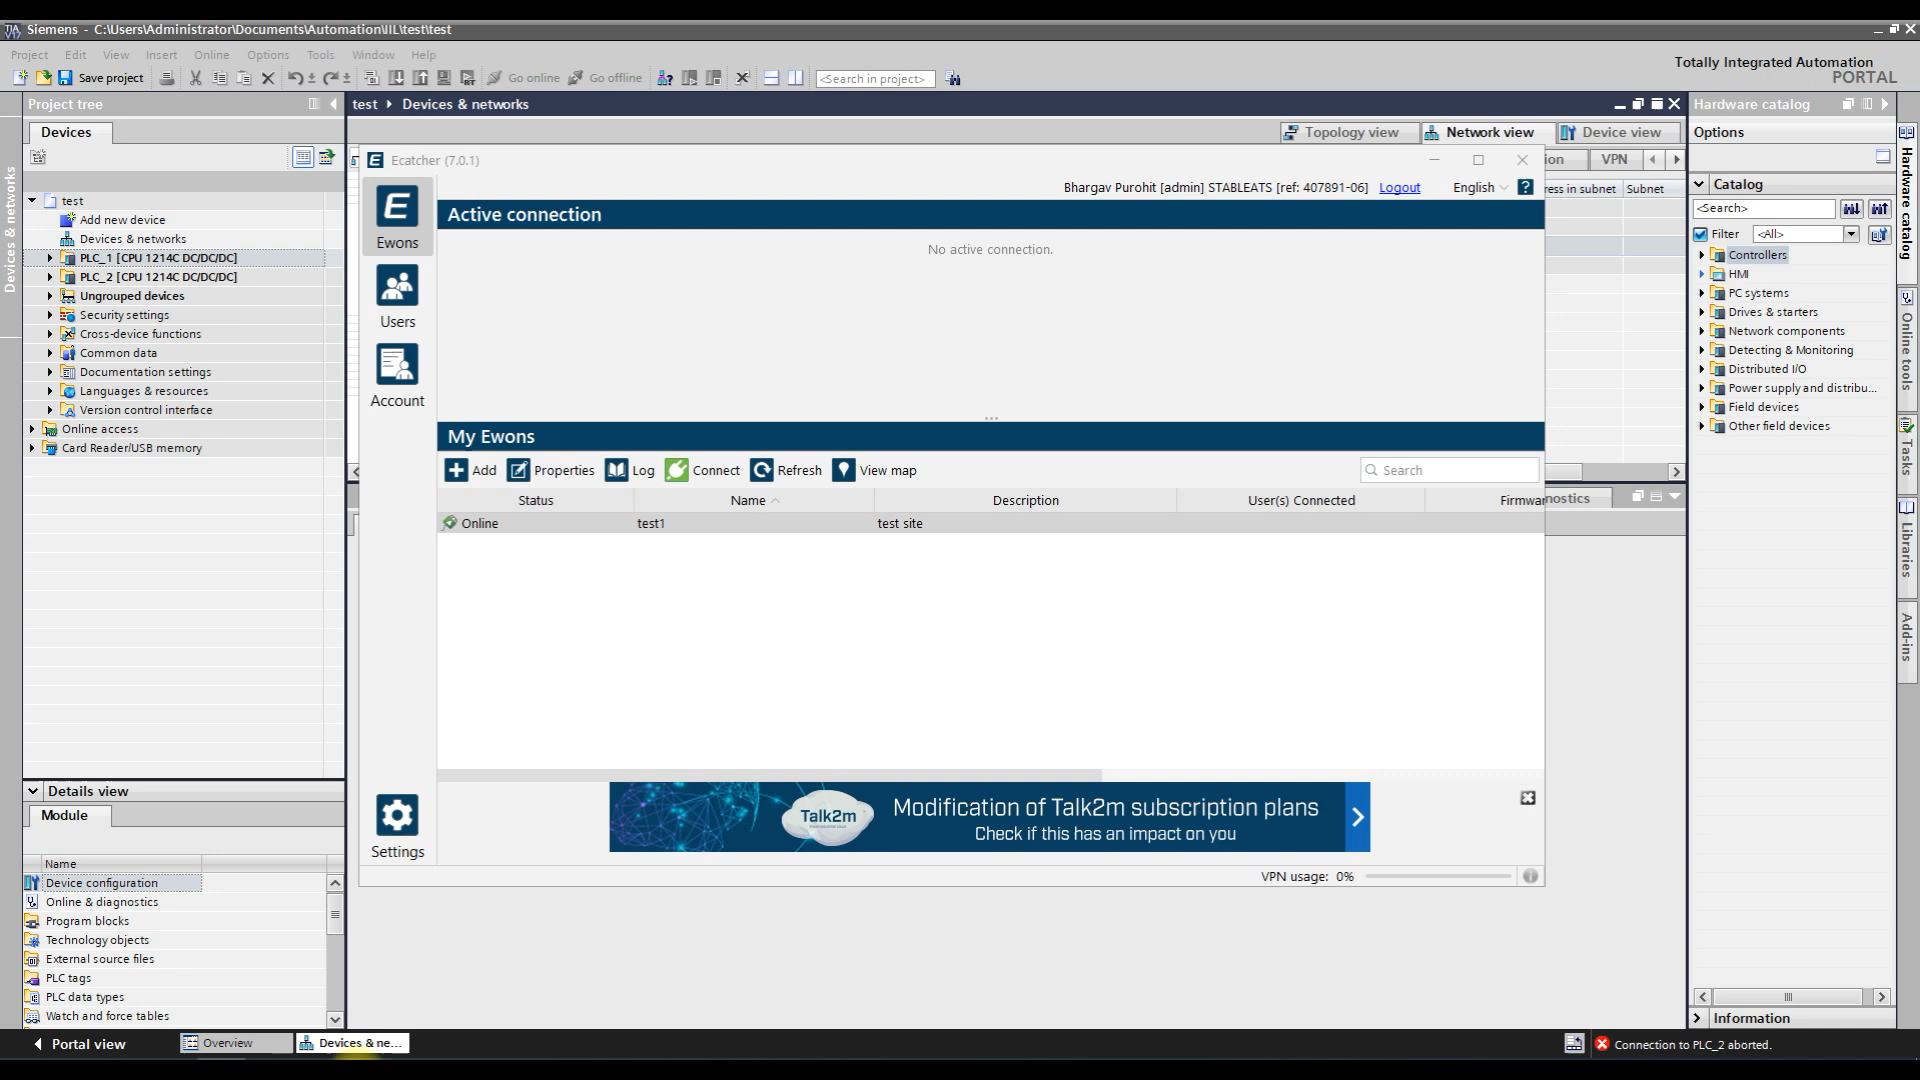 Siemens - C:\Users\Administrator\Documents\Automation\IIL\test\test
Project Edit View Insert Online Options Tools Window Help
Totally Integrated Automation
PORTAL
Save project Go online Go offline <Search in project>
Project tree
test Devices & networks
Hardware catalog
Devices
Topology view Network view Device view
Options
VPN
Ecatcher (7.0.1)
Bhargav Purohit [admin] STABLEATS [ref: 407891-06] Logout English ?
ress in subnet Subnet
Catalog
<Search>
Filter <All>
Controllers
HMI
PC systems
Drives & starters
Network components
Detecting & Monitoring
Distributed I/O
Power supply and distribu...
Field devices
Other field devices
Information
Hardware catalog
Online tools
Tasks
Libraries
Add-ins
Devices & networks
test
Add new device
Devices & networks
PLC_1 [CPU 1214C DC/DC/DC]
PLC_2 [CPU 1214C DC/DC/DC]
Ungrouped devices
Security settings
Cross-device functions
Common data
Documentation settings
Languages & resources
Version control interface
Online access
Card Reader/USB memory
Ewons
Users
Account
Settings
Active connection
No active connection.
My Ewons
Add Properties Log Connect Refresh View map Search
Status Name Description User(s) Connected Firmwar
nostics
Online test1 test site
Talk2m
Modification of Talk2m subscription plans
Check if this has an impact on you
VPN usage: 0%
Details view
Module
Name
Device configuration
Online & diagnostics
Program blocks
Technology objects
External source files
PLC tags
PLC data types
Watch and force tables
Portal view Overview Devices & ne... Connection to PLC_2 aborted.